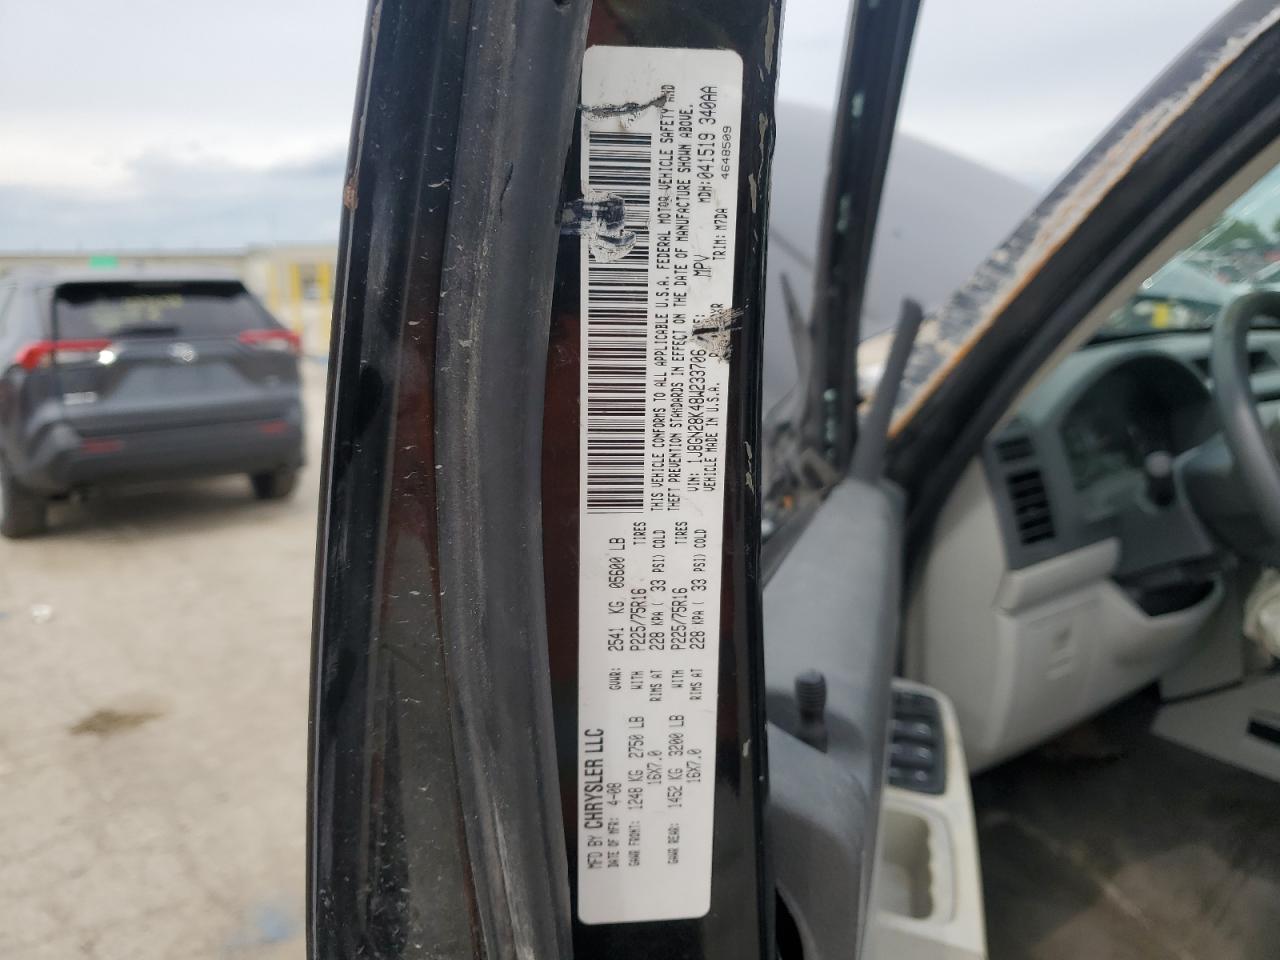 MFD BY CHRYSLER LLC
DATE OF MFR: 4-08 GVWR: 2541 KG 05600 LB
GAWR FRONT: 1248 KG 2750 LB WITH P225/75R16 TIRES
16X7.0 RIMS AT 228 KPA ( 33 PSI) COLD
GAWR REAR: 1452 KG 3200 LB WITH P225/75R16 TIRES
16X7.0 RIMS AT 228 KPA ( 33 PSI) COLD
THIS VEHICLE CONFORMS TO ALL APPLICABLE U.S.A. FEDERAL MOTOR VEHICLE SAFETY AND
THEFT PREVENTION STANDARDS IN EFFECT ON THE DATE OF MANUFACTURE SHOWN ABOVE.
VIN: 1J8GN28K48W233706 MPV MDH: 041519 340AA
VEHICLE MADE IN U.S.A. TRIM: M7DA 4648509